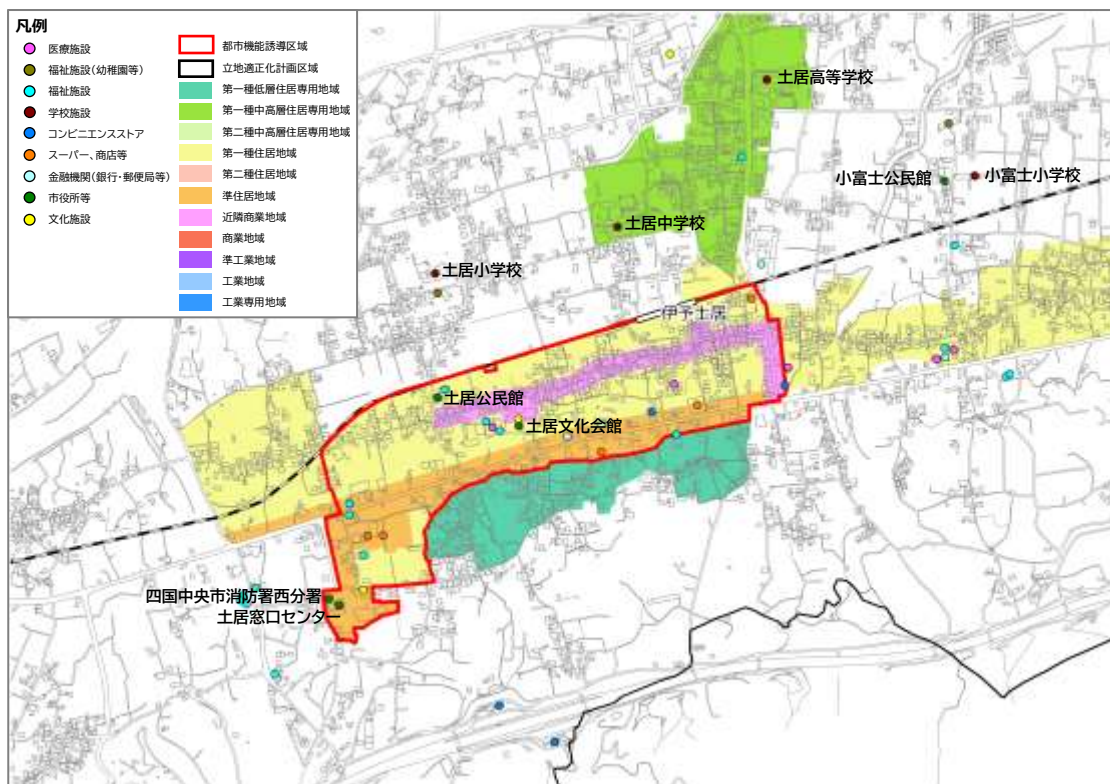 凡例
医療施設
福祉施設(幼稚園等)
福祉施設
学校施設
コンビニエンスストア
スーパー、商店等
金融機関(銀行・郵便局等)
市役所等
文化施設
都市機能誘導区域
立地適正化計画区域
第一種低層住居専用地域
第一種中高層住居専用地域
第二種中高層住居専用地域
第一種住居地域
第二種住居地域
準住居地域
近隣商業地域
商業地域
準工業地域
工業地域
工業専用地域
土居高等学校
小富士公民館
小富士小学校
土居中学校
土居小学校
伊予土居
土居公民館
土居文化会館
四国中央市消防署西分署
土居窓口センター